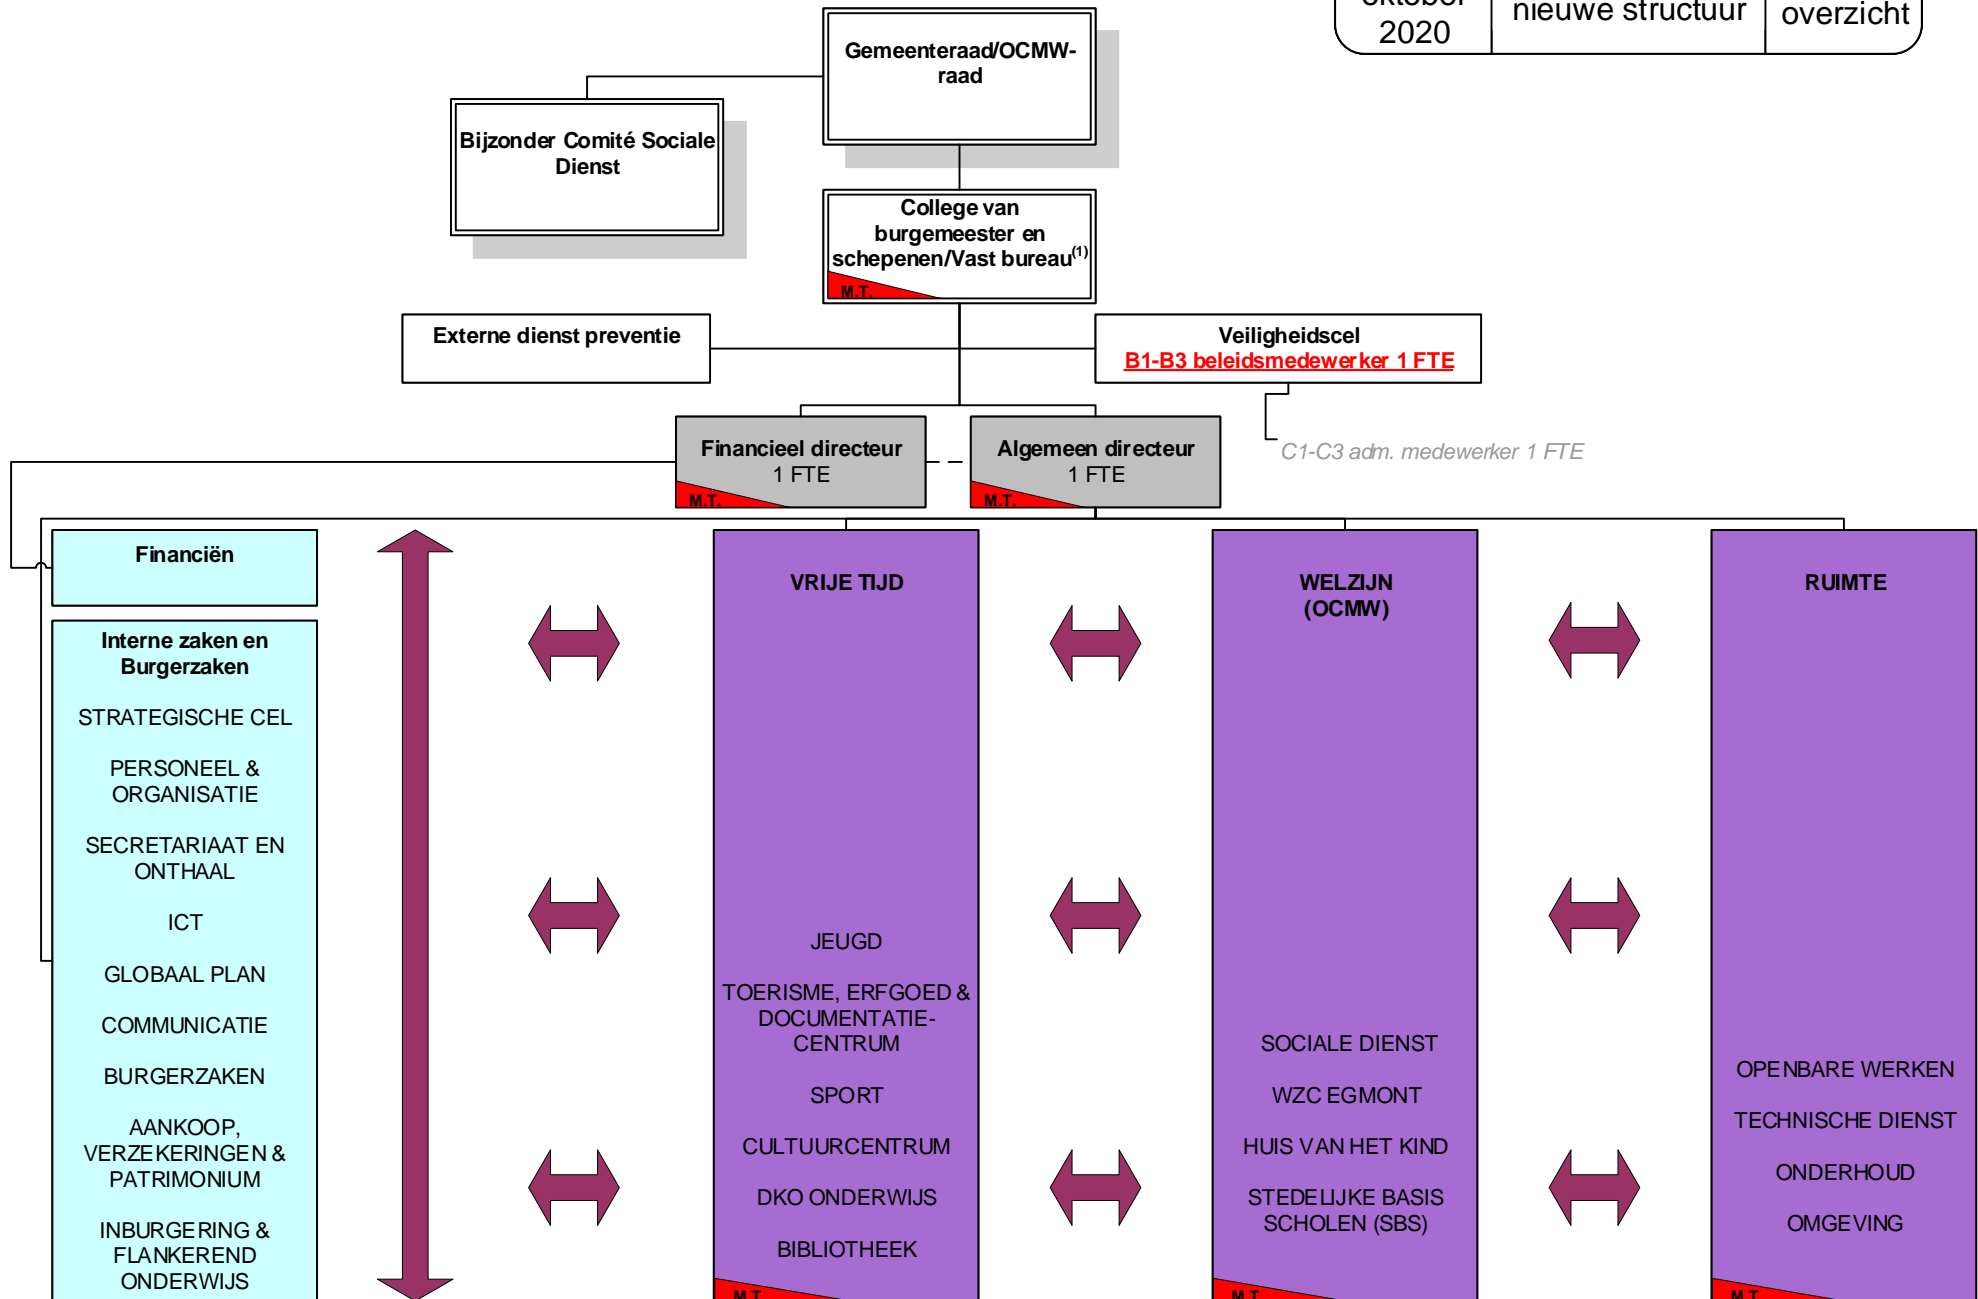 2020
nieuwe structuur
overzicht
Gemeenteraad/OCMW-
raad
Bijzonder Comité Sociale
Dienst
College van
burgemeester en
schepenen/Vast bureau(1)
M.T.
Externe dienst preventie
Veiligheidscel
B1-B3 beleidsmedewerker 1 FTE
C1-C3 adm. medewerker 1 FTE
Financieel directeur
1 FTE
M.T.
Algemeen directeur
1 FTE
M.T.
Financiën
Interne zaken en
Burgerzaken
STRATEGISCHE CEL
PERSONEEL &
ORGANISATIE
SECRETARIAAT EN
ONTHAAL
ICT
GLOBAAL PLAN
COMMUNICATIE
BURGERZAKEN
AANKOOP,
VERZEKERINGEN &
PATRIMONIUM
INBURGERING &
FLANKEREND
ONDERWIJS
VRIJE TIJD
JEUGD
TOERISME, ERFGOED &
DOCUMENTATIE-
CENTRUM
SPORT
CULTUURCENTRUM
DKO ONDERWIJS
BIBLIOTHEEK
M.T.
WELZIJN
(OCMW)
SOCIALE DIENST
WZC EGMONT
HUIS VAN HET KIND
STEDELIJKE BASIS
SCHOLEN (SBS)
M.T.
RUIMTE
OPENBARE WERKEN
TECHNISCHE DIENST
ONDERHOUD
OMGEVING
M.T.